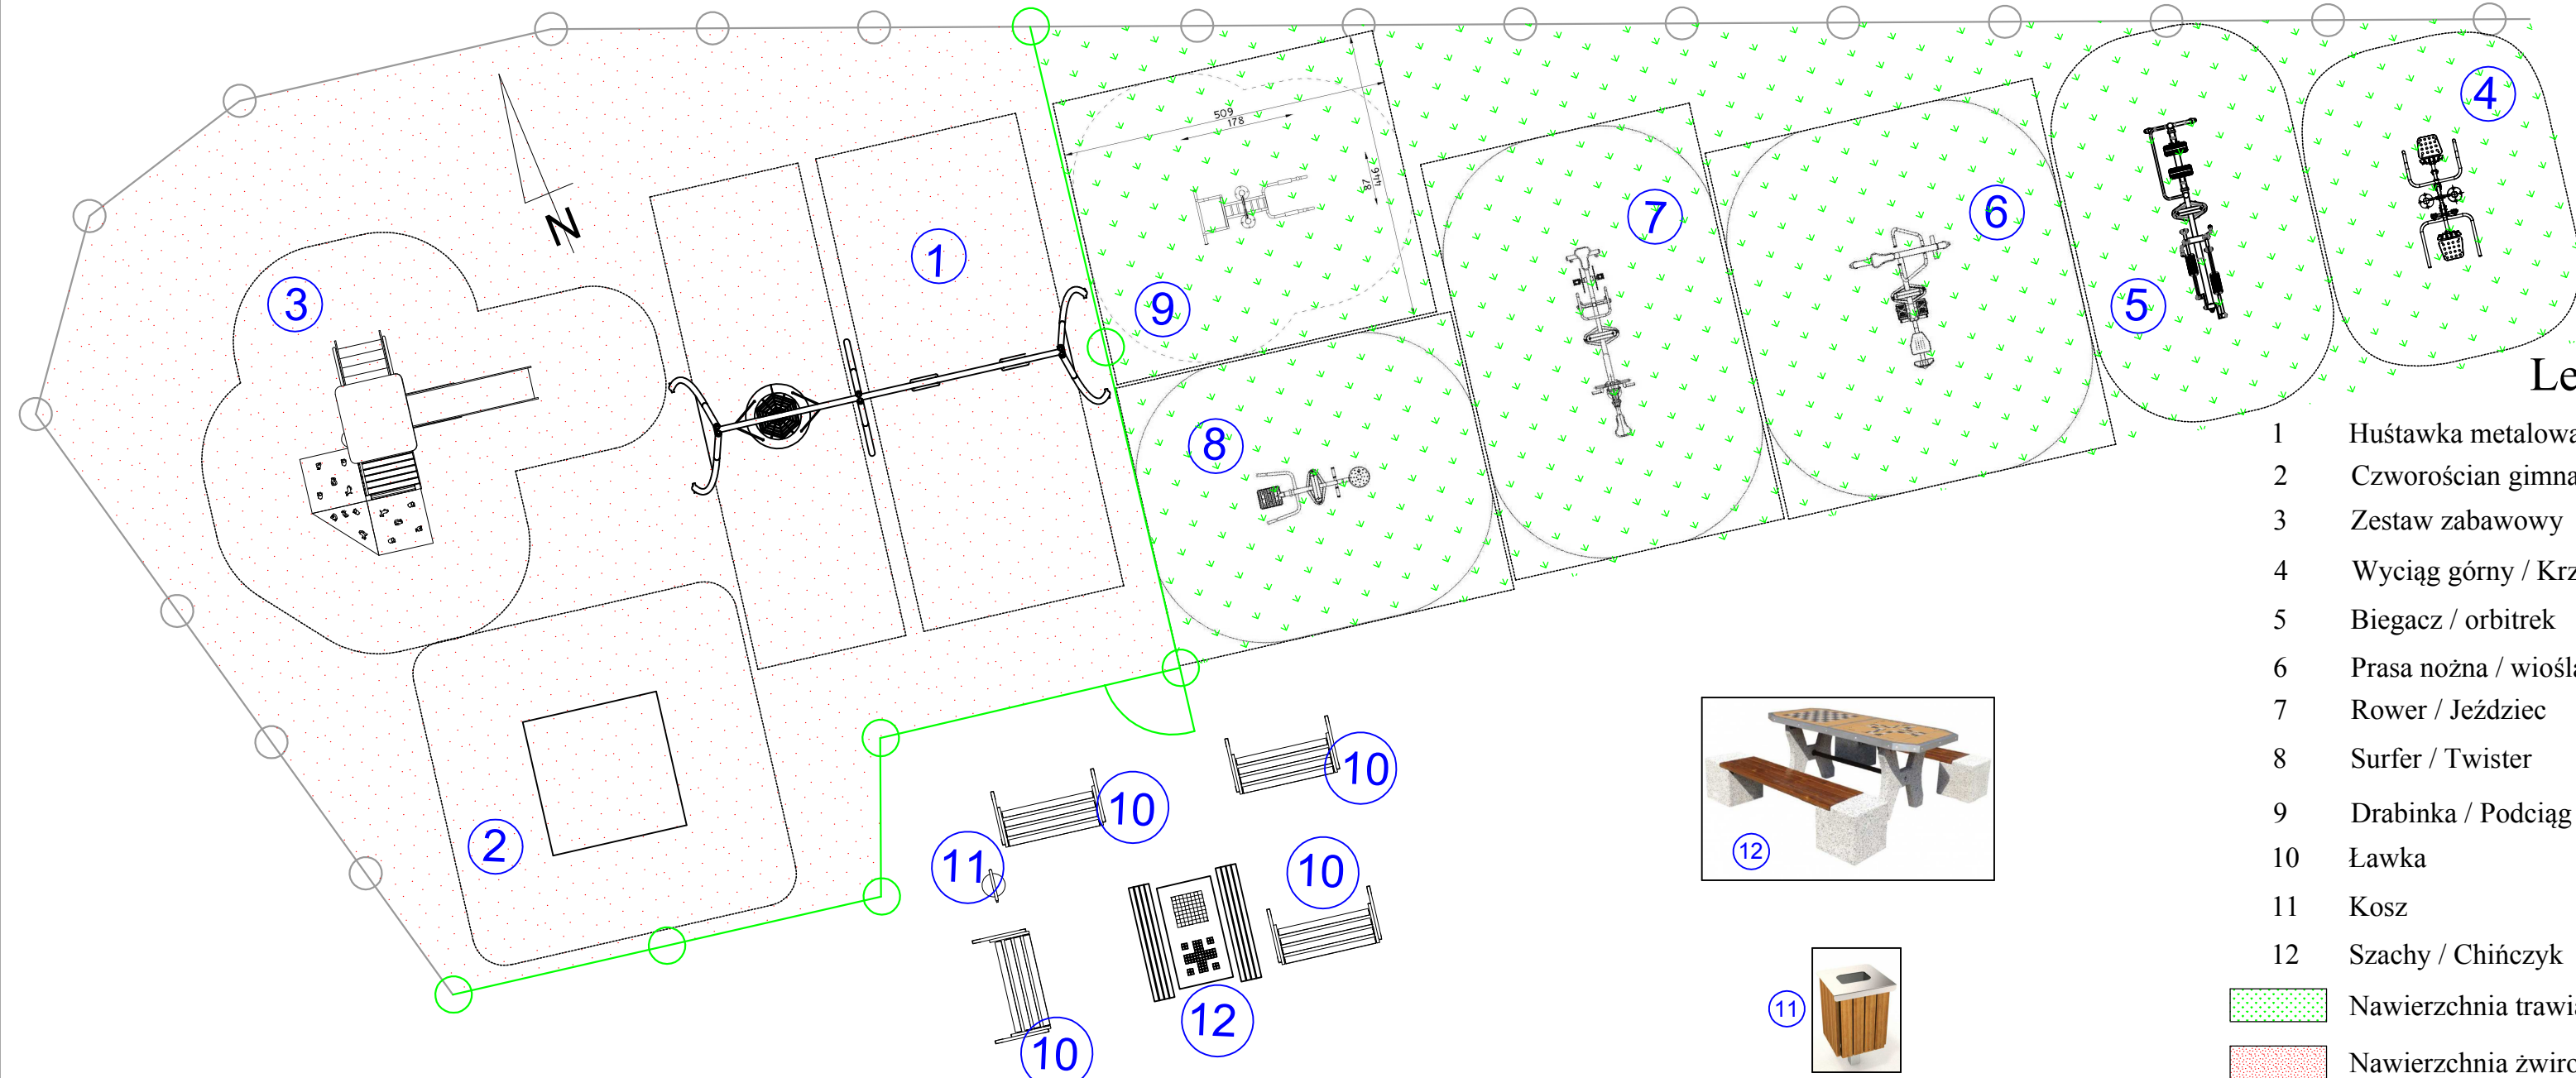 N
1
2
3
4
5
6
7
8
9
509
178
87
446
10
10
10
10
11
12
12
11
Le
1 Huśtawka metalowa
2 Czworościan gimna
3 Zestaw zabawowy
4 Wyciąg górny / Krz
5 Biegacz / orbitrek
6 Prasa nożna / wiośla
7 Rower / Jeździec
8 Surfer / Twister
9 Drabinka / Podciąg
10 Ławka
11 Kosz
12 Szachy / Chińczyk
Nawierzchnia trawia
Nawierzchnia żwiro